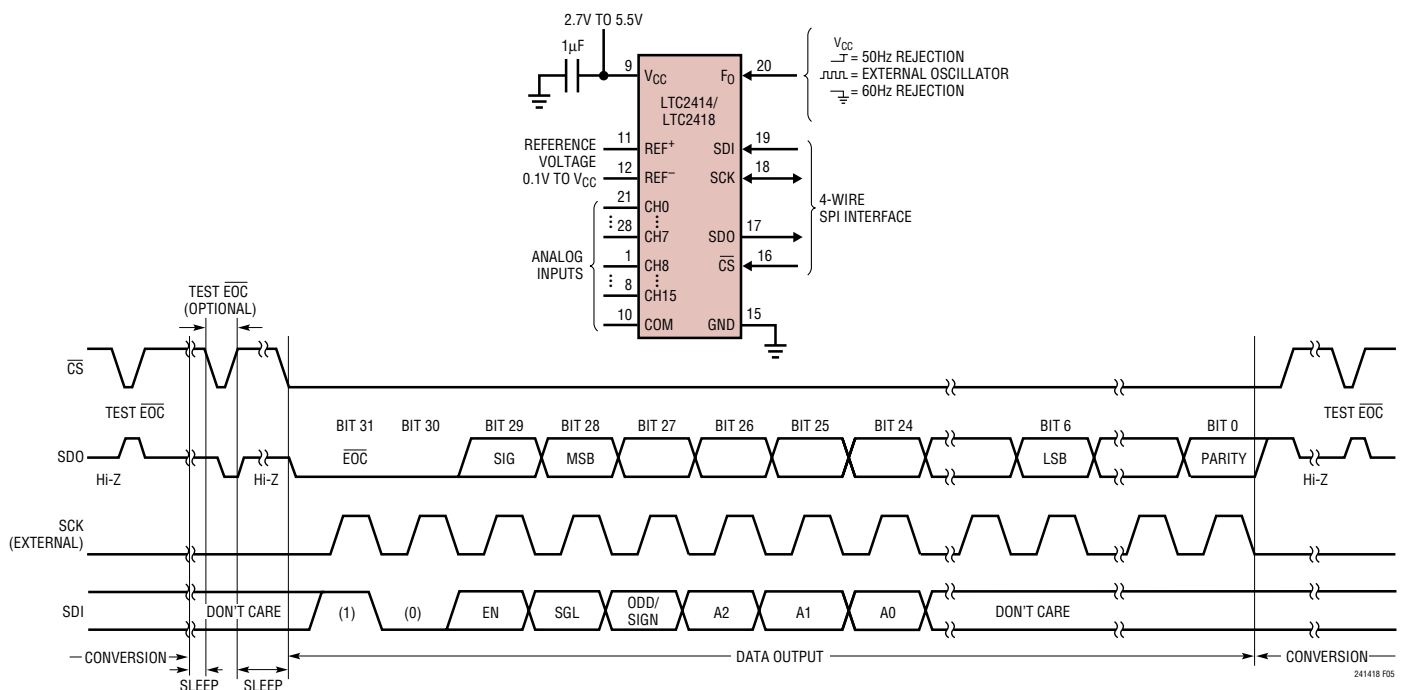 2.7V TO 5.5V
1µF
9
VCC
LTC2414/
LTC2418
FO
20
VCC
= 50Hz REJECTION
= EXTERNAL OSCILLATOR
= 60Hz REJECTION
REFERENCE
VOLTAGE
0.1V TO VCC
11
REF+
12
REF–
SDI
19
SCK
18
SDO
17
CS
16
4-WIRE
SPI INTERFACE
ANALOG
INPUTS
21
CH0
28
CH7
1
CH8
8
CH15
10
COM
GND
15
TEST EOC
(OPTIONAL)
CS
TEST EOC
TEST EOC
BIT 31
BIT 30
BIT 29
BIT 28
BIT 27
BIT 26
BIT 25
BIT 24
BIT 6
BIT 0
SDO
EOC
SIG
MSB
LSB
PARITY
Hi-Z
Hi-Z
Hi-Z
SCK
(EXTERNAL)
SDI
DON'T CARE
(1)
(0)
EN
SGL
ODD/
SIGN
A2
A1
A0
DON'T CARE
CONVERSION
DATA OUTPUT
CONVERSION
SLEEP
SLEEP
241418 F05